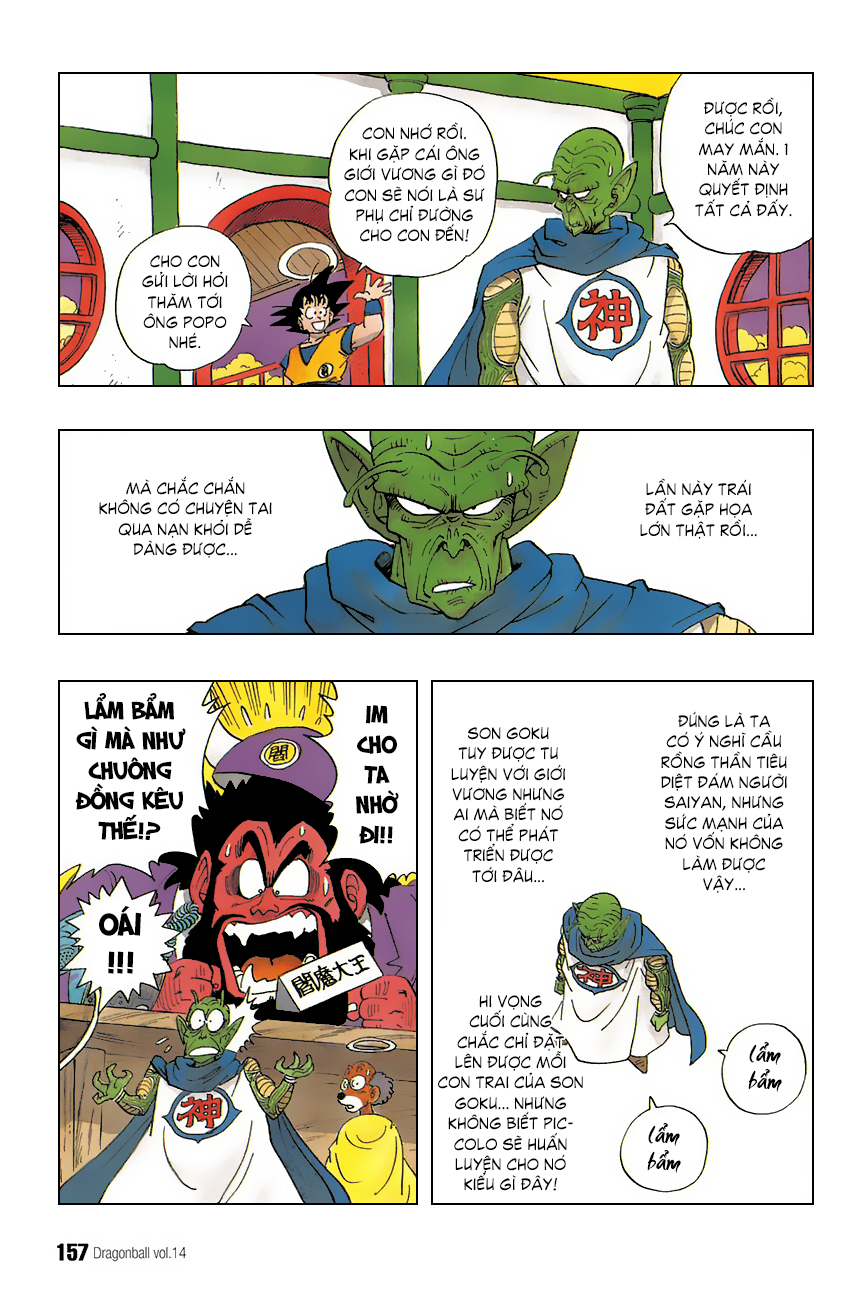 ĐƯỢC RỒI,
CHÚC CON
MAY MẮN. 1
NĂM NÀY
QUYẾT ĐỊNH
TẤT CẢ ĐẤY.
CON NHỚ RỒI.
KHI GẶP CÁI ÔNG
GIỚI VƯƠNG GÌ ĐÓ
CON SẼ NÓI LÀ SƯ
PHỤ CHỈ ĐƯỜNG
CHO CON ĐẾN!
CHO CON
GỬI LỜI HỎI
THĂM TỚI
ÔNG POPO
NHÉ.
神
LẦN NÀY TRÁI
ĐẤT GẶP HỌA
LỚN THẬT RỒI...
MÀ CHẮC CHẮN
KHÔNG CÓ CHUYỆN TAI
QUA NẠN KHỎI DỄ
DÀNG ĐƯỢC...
ĐÚNG LÀ TA
CÓ Ý NGHĨ CẦU
RỒNG THẦN TIÊU
DIỆT ĐÁM NGƯỜI
SAIYAN, NHƯNG
SỨC MẠNH CỦA
NÓ VỐN KHÔNG
LÀM ĐƯỢC
VẬY...
SON GOKU
TUY ĐƯỢC TU
LUYỆN VỚI GIỚI
VƯƠNG NHƯNG
AI MÀ BIẾT NÓ
CÓ THỂ PHÁT
TRIỂN ĐƯỢC
TỚI ĐÂU...
神
HI VỌNG
CUỐI CÙNG
CHẮC CHỈ ĐẶT
LÊN ĐƯỢC MỖI
CON TRAI CỦA SON
GOKU... NHƯNG
KHÔNG BIẾT PIC-
COLO SẼ HUẤN
LUYỆN CHO NÓ
KIỂU GÌ ĐÂY!
lẩm
bẩm
lẩm
bẩm
IM
CHO
TA
NHỜ
ĐI!!
LẨM BẨM
GÌ MÀ NHƯ
CHUÔNG
ĐỒNG KÊU
THẾ!?
閻
閻魔大王
OÁI
!!!
神
157 Dragonball vol.14